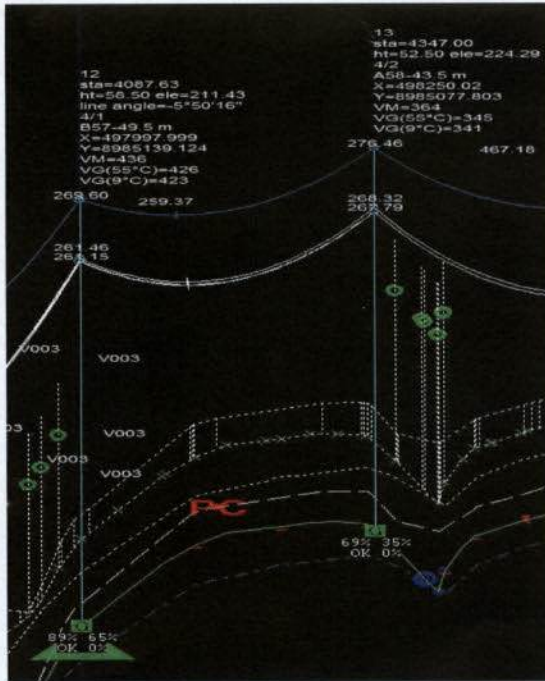 13
sta=4347.00
ht=52.50 ele=224.29
4/2
A58-43.5 m
X=498250.02
Y=8985077.803
VM=364
VG(55°C)=345
VG(9°C)=341
276.46
467.18
12
sta=4087.63
ht=58.50 ele=211.43
line angle=-5°50'16"
4/1
B57-49.5 m
X=497997.999
Y=8985139.124
VM=436
VG(55°C)=426
VG(9°C)=423
269.60
259.37
268.32
267.79
261.46
261.15
V003
V003
V003
V003
V003
P-C
69% 35%
OK 0%
89% 65%
OK 0%